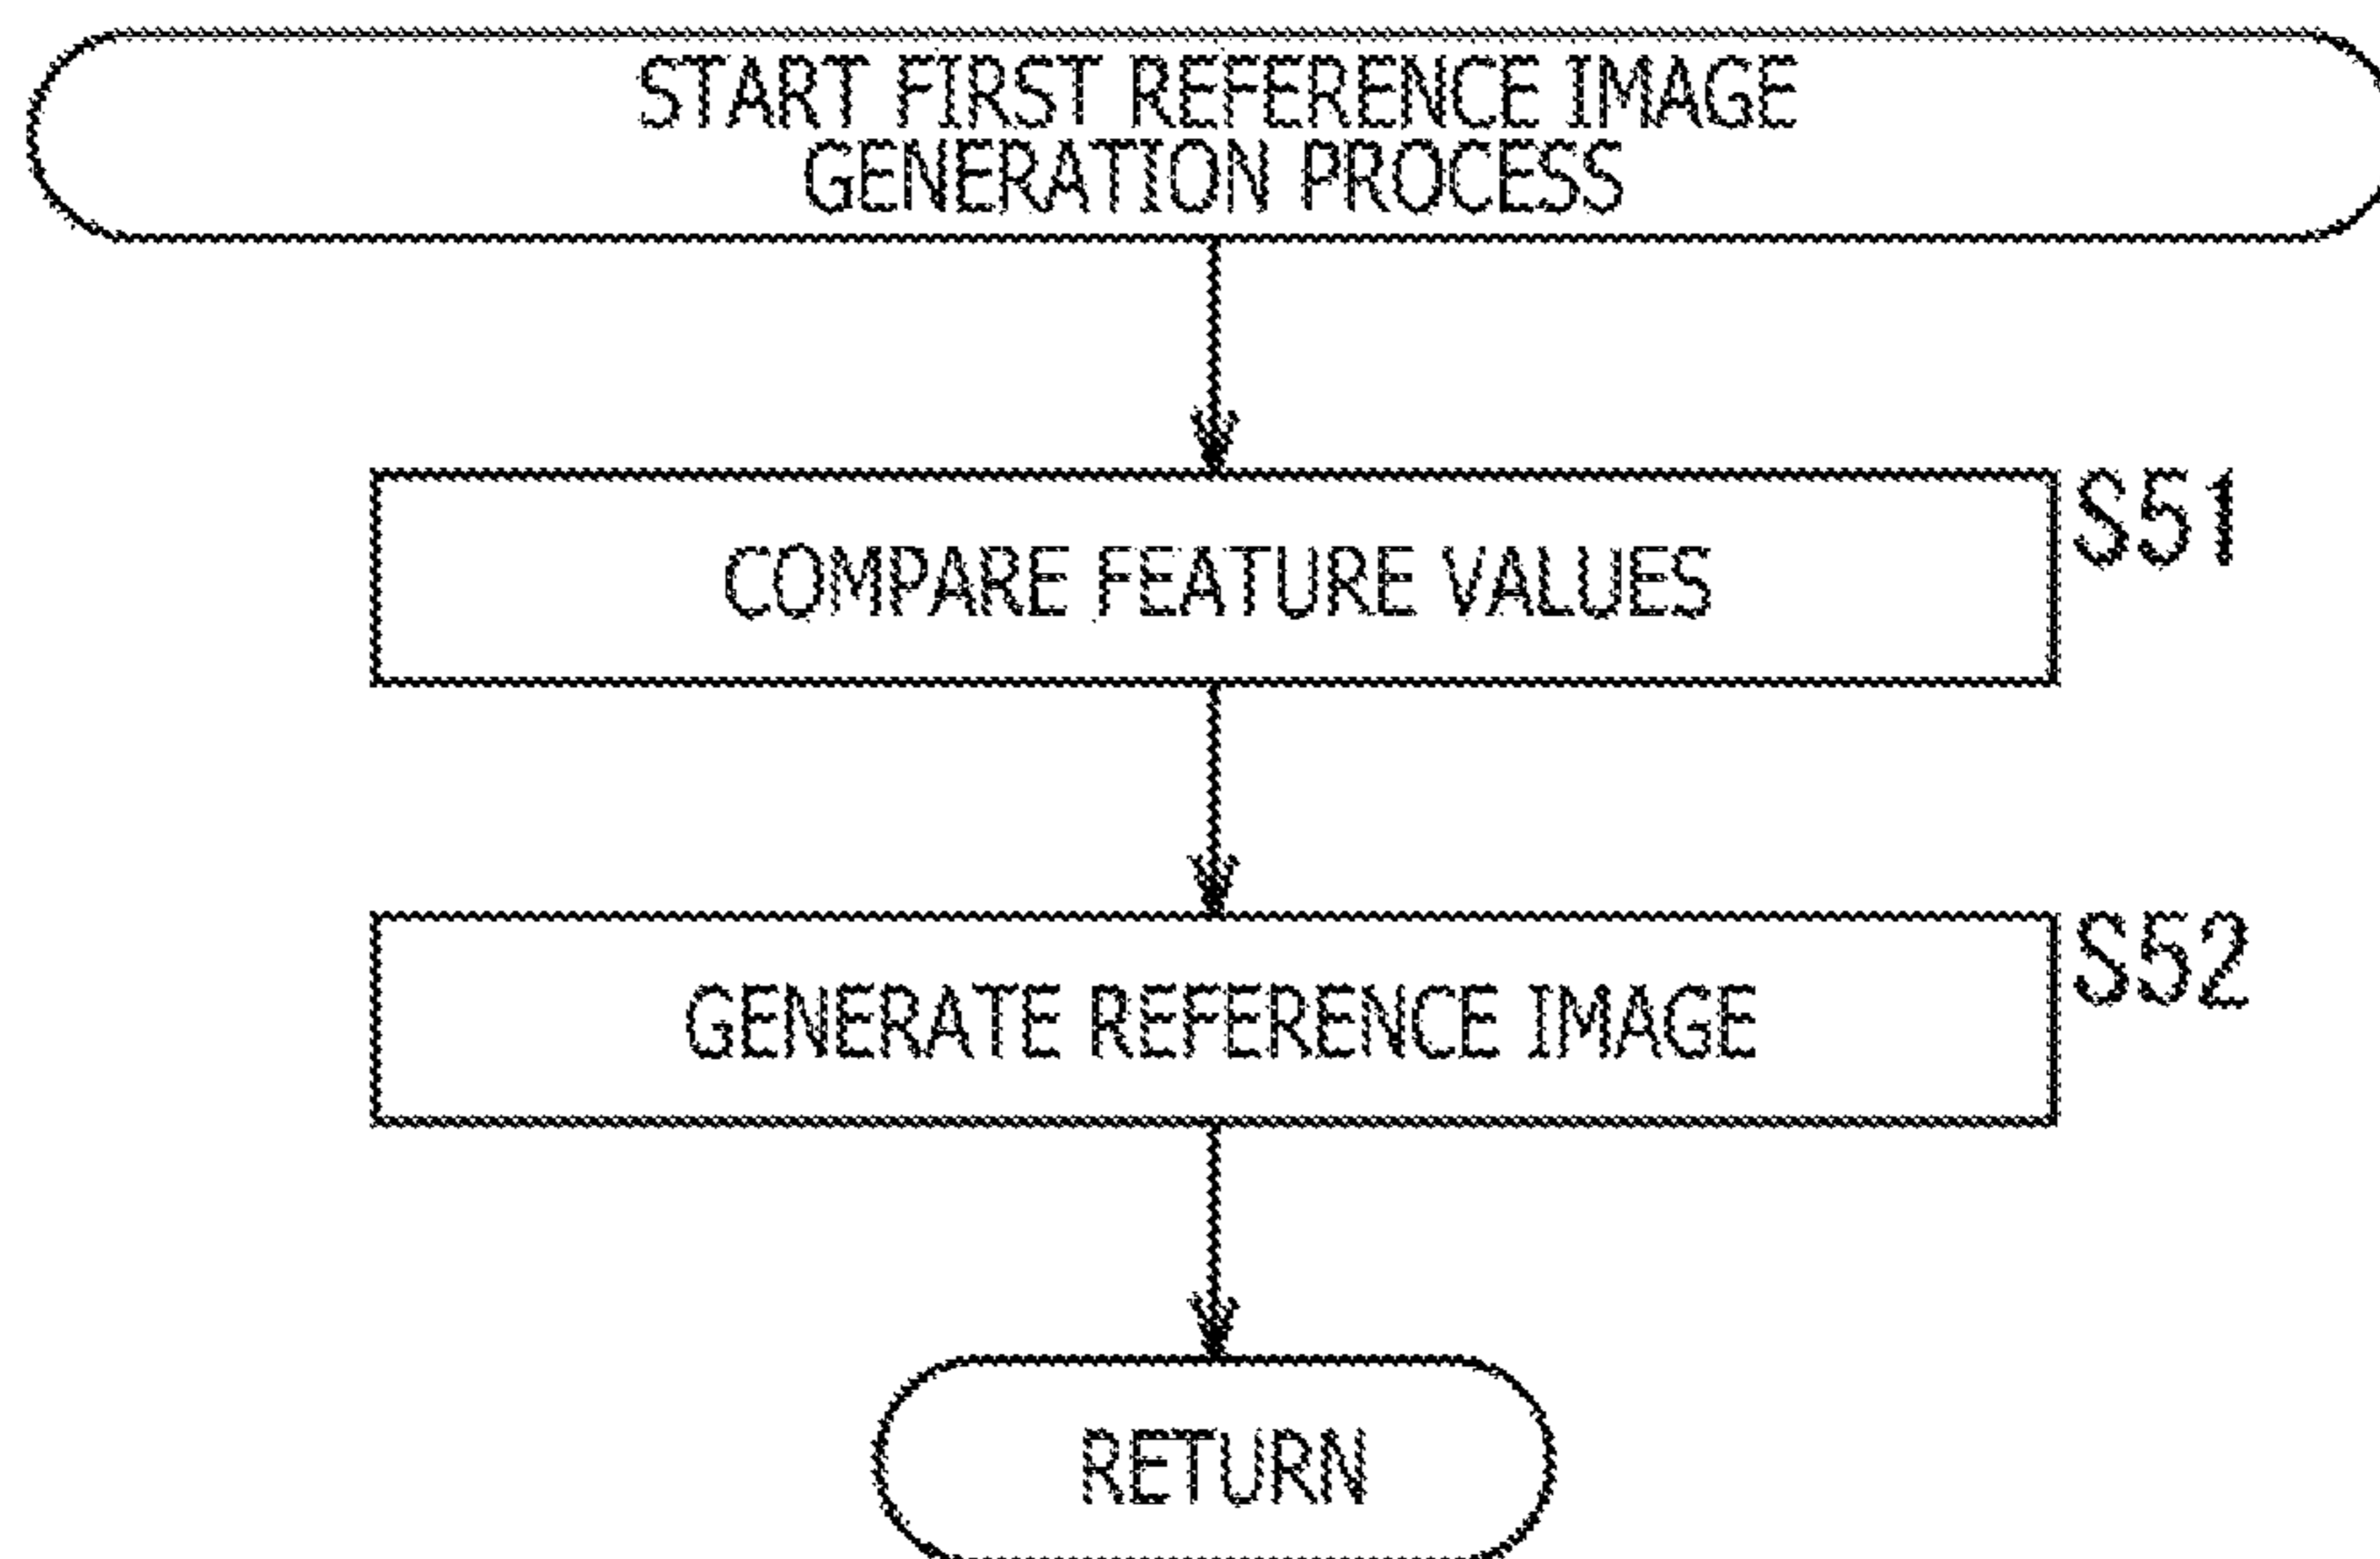 START FIRST REFERENCE IMAGE
GENERATION PROCESS
COMPARE FEATURE VALUES
S51
GENERATE REFERENCE IMAGE
S52
RETURN